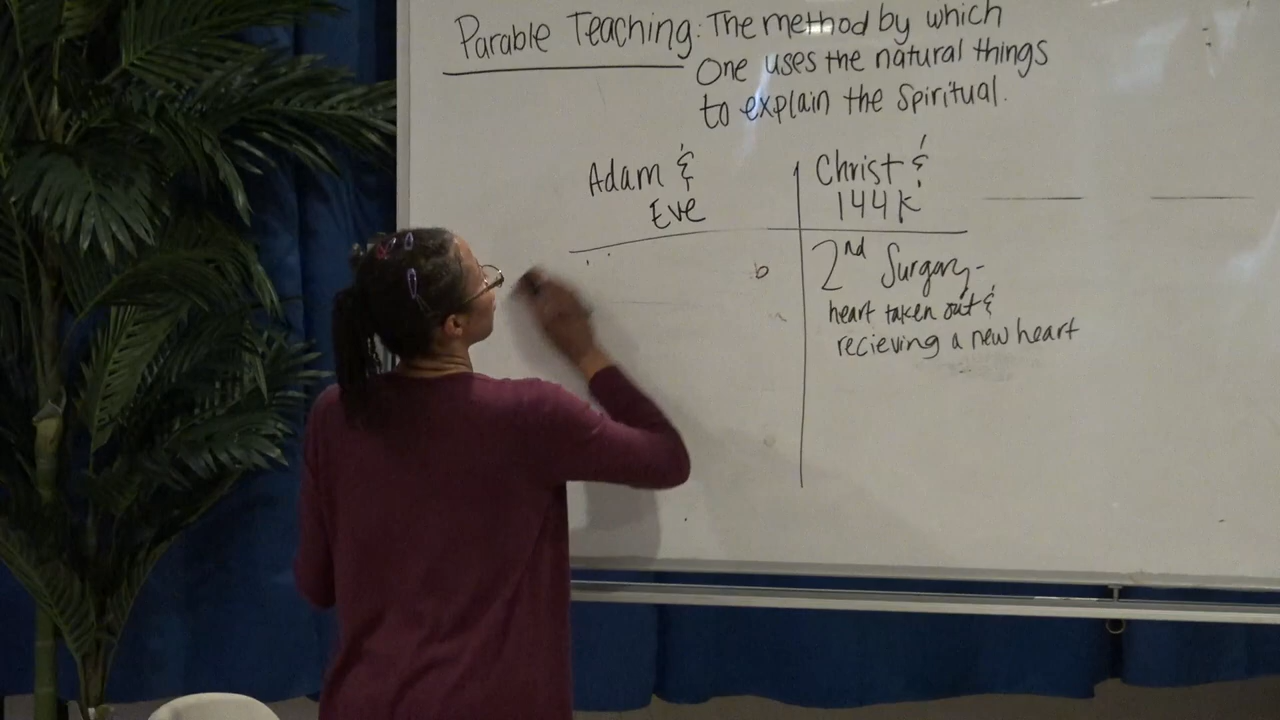 Parable Teaching: The method by which
one uses the natural things
to explain the spiritual.
Adam &
Eve
Christ &
144K
2nd Surgary-
heart taken out &
recieving a new heart